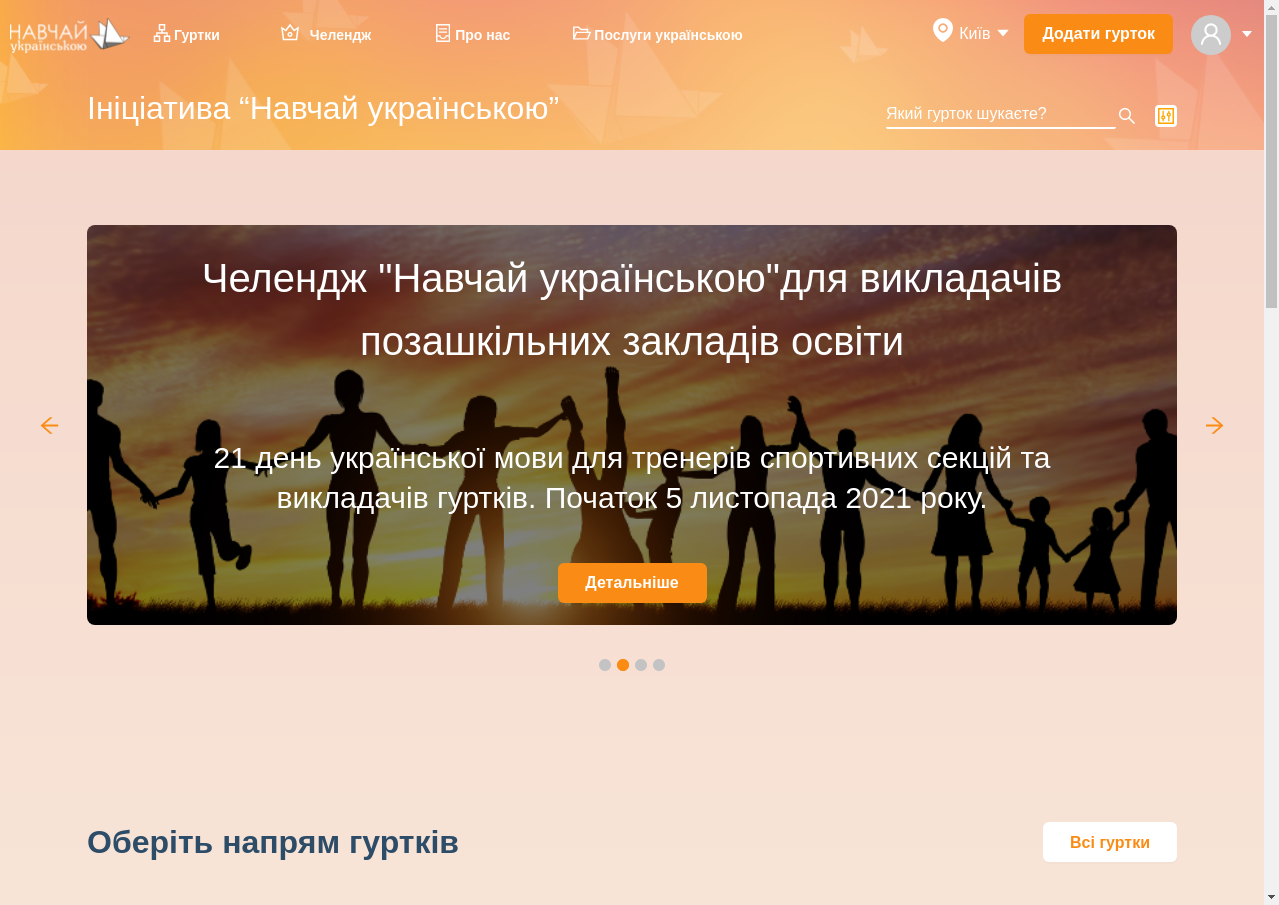 НАВЧАЙ
українською
Гуртки
Челендж
Про нас
Послуги українською
Київ
Додати гурток
Ініціатива “Навчай українською”
Який гурток шукаєте?
Челендж "Навчай українською"для викладачів
позашкільних закладів освіти
21 день української мови для тренерів спортивних секцій та
викладачів гуртків. Початок 5 листопада 2021 року.
Детальніше
Оберіть напрям гуртків
Всі гуртки